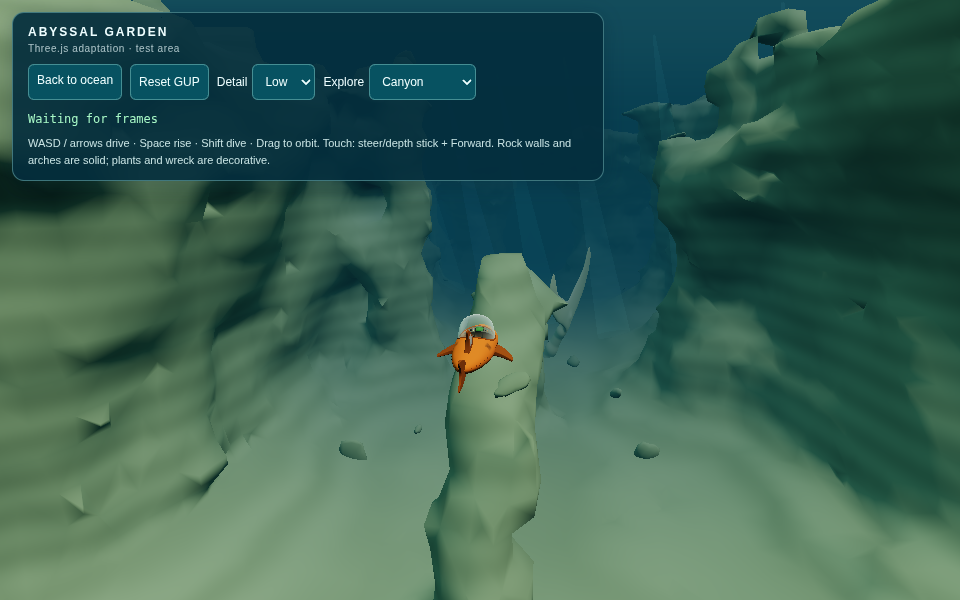 ABYSSAL GARDEN
Three.js adaptation · test area
Back to ocean Reset GUP Detail Low Explore Canyon
Waiting for frames
WASD / arrows drive · Space rise · Shift dive · Drag to orbit. Touch: steer/depth stick + Forward. Rock walls and
arches are solid; plants and wreck are decorative.